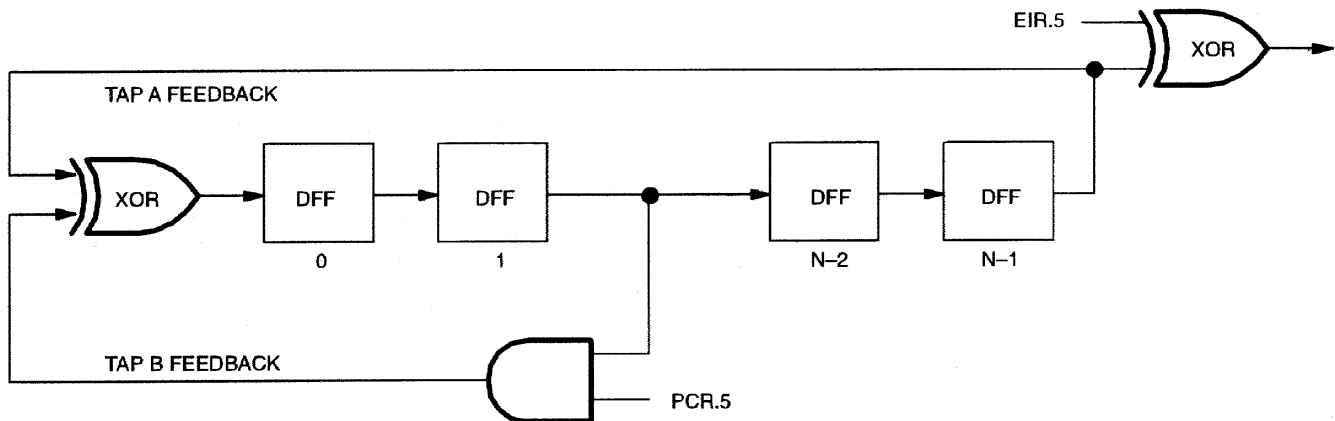 EIR.5
XOR
TAP A FEEDBACK
XOR
DFF
DFF
DFF
DFF
0
1
N–2
N–1
TAP B FEEDBACK
PCR.5